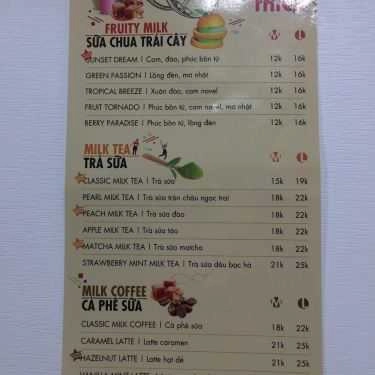 FRUITY MILK
SỮA CHUA TRÁI CÂY M L
SUNSET DREAM | Cam, đào, phúc bồn tử 12k 16k
GREEN PASSION | Lồng đèn, mơ nhật 12k 16k
TROPICAL BREEZE | Xuân đào, cam navel 12k 16k
FRUIT TORNADO | Phúc bồn tử, cam navel, mơ nhật 12k 16k
BERRY PARADISE | Phúc bồn tử, lồng đèn 12k 16k
MILK TEA
TRÀ SỮA M L
CLASSIC MILK TEA | Trà sữa 15k 19k
PEARL MILK TEA | Trà sữa trân châu ngọc trai 18k 22k
PEACH MILK TEA | Trà sữa đào 18k 22k
APPLE MILK TEA | Trà sữa táo 18k 22k
MATCHA MILK TEA | Trà sữa matcha 18k 22k
STRAWBERRY MINT MILK TEA | Trà sữa dâu bạc hà 21k 25k
MILK COFFEE
CÀ PHÊ SỮA M L
CLASSIC MILK COFFEE | Cà phê sữa 18k 22k
CARAMEL LATTE | Latte caramen 21k 25k
HAZELNUT LATTE | Latte hạt dẻ 21k 25k